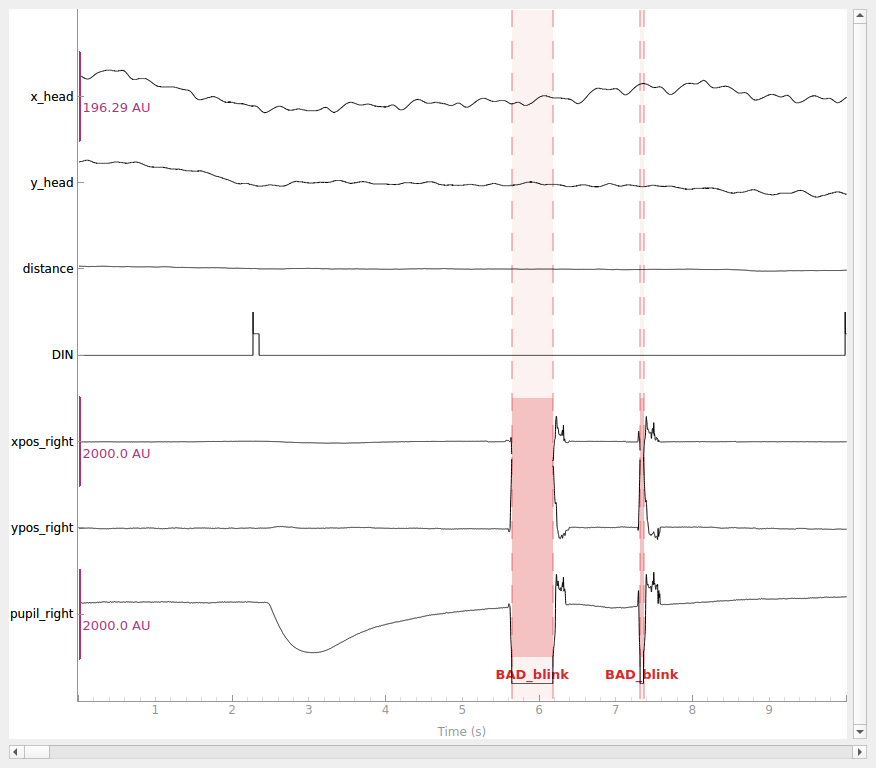 x_head
196.29 AU
y_head
distance
DIN
xpos_right
2000.0 AU
ypos_right
pupil_right
2000.0 AU
BAD_blink BAD_blink
1 2 3 4 5 6 7 8 9
Time (s)